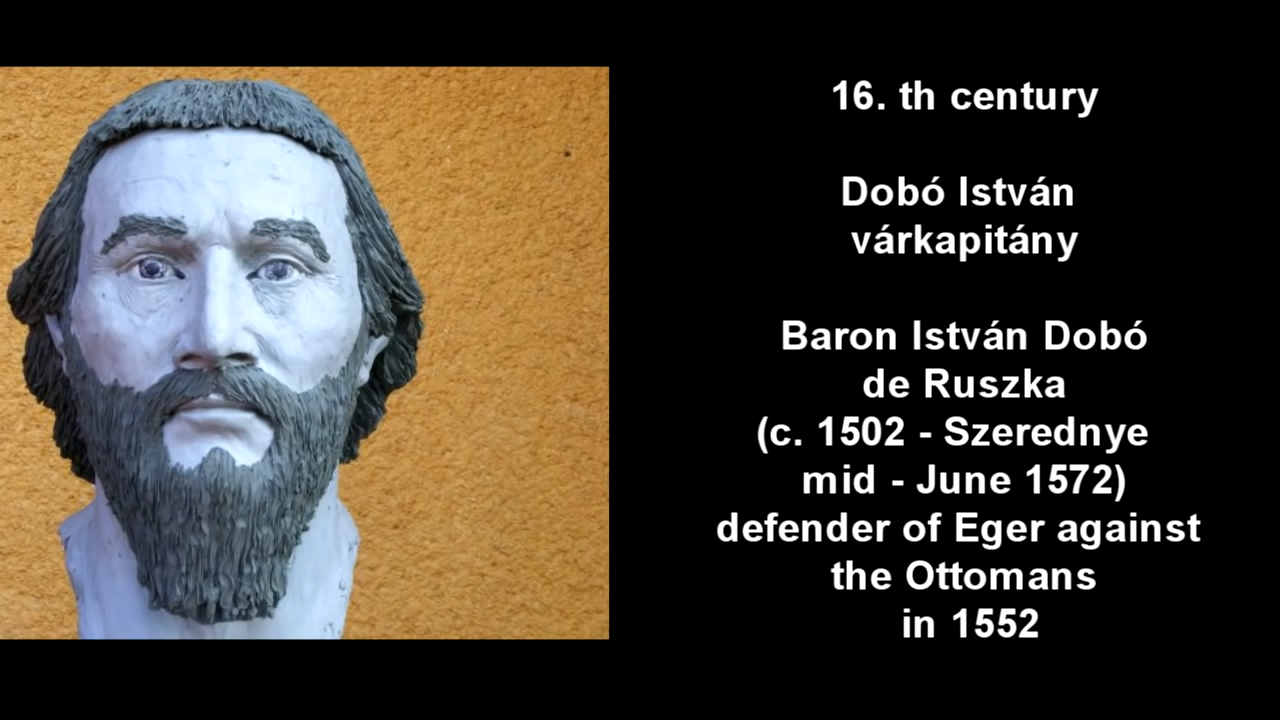 16. th century
Dobó István
várkapitány
Baron István Dobó
de Ruszka
(c. 1502 - Szerednye
mid - June 1572)
defender of Eger against
the Ottomans
in 1552